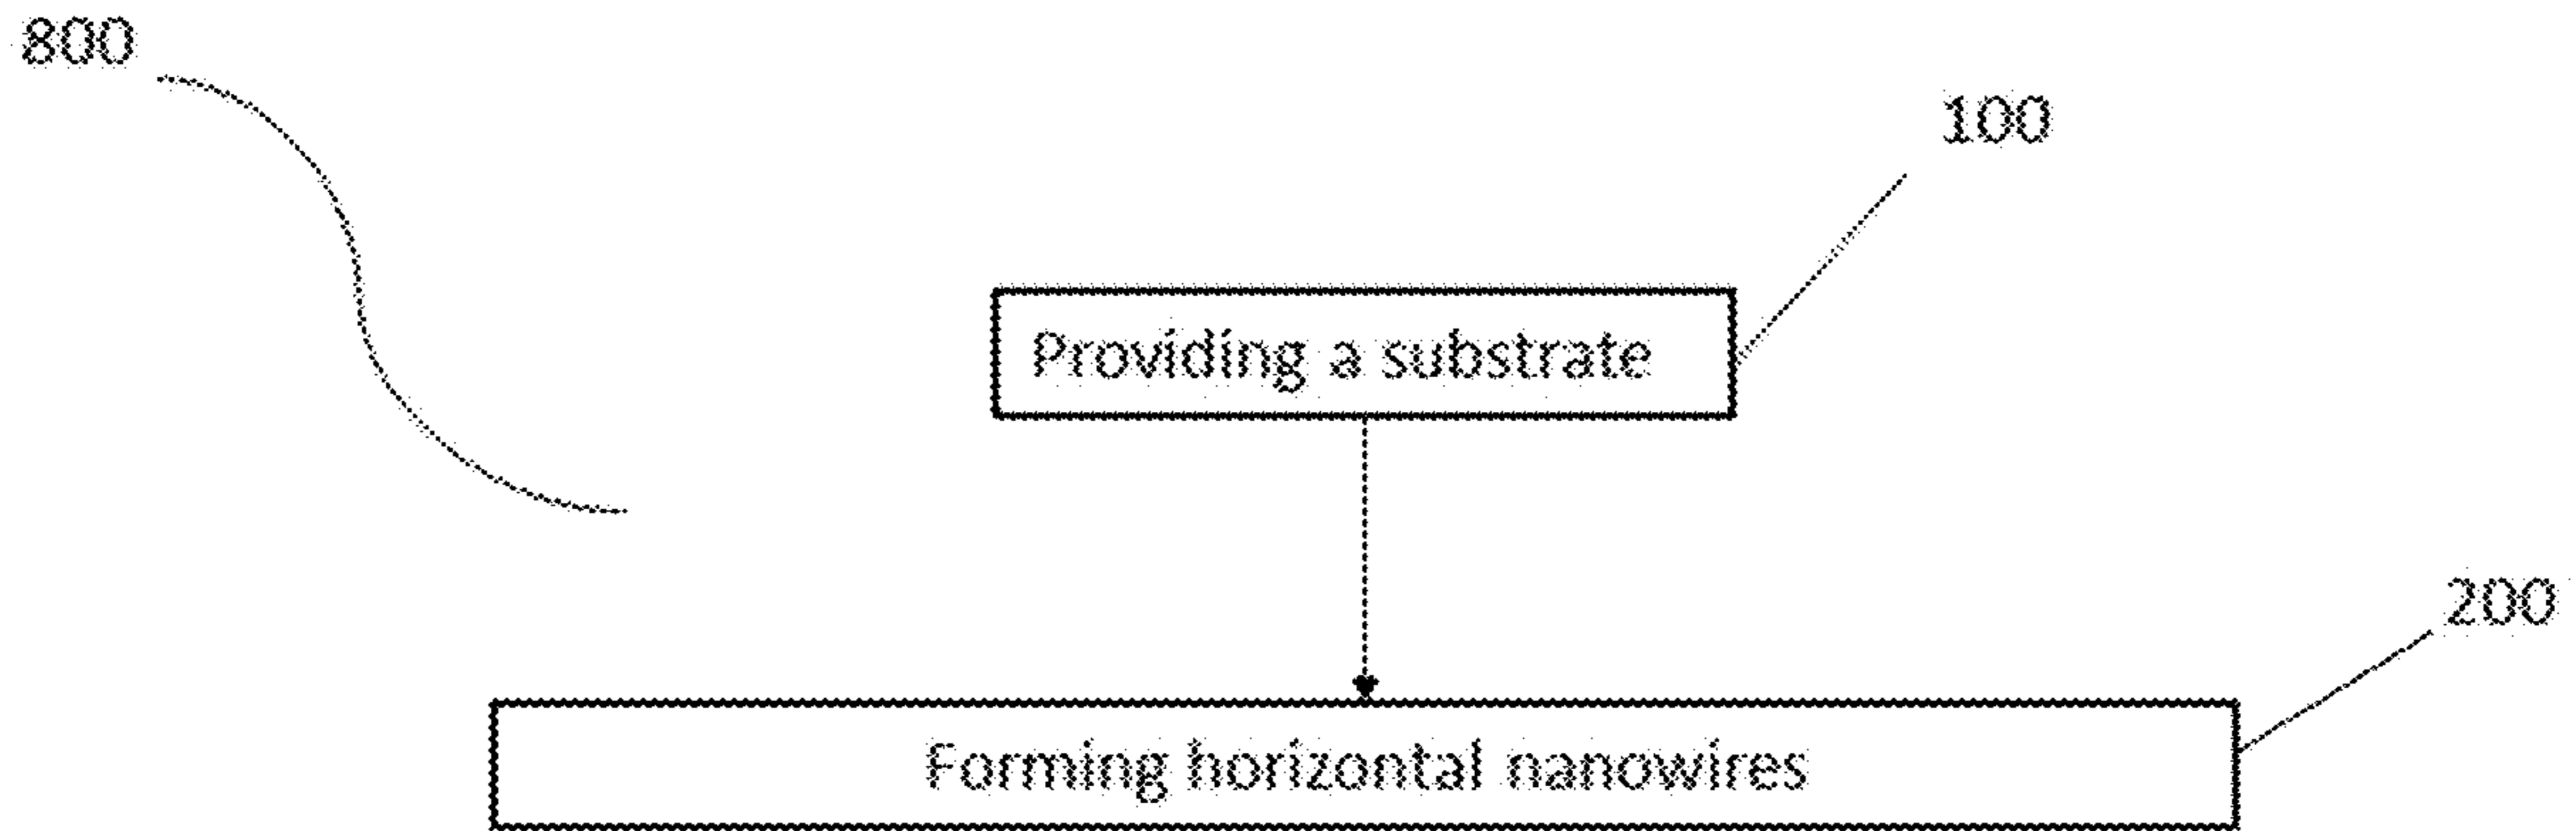 800
100
Providing a substrate
200
Forming horizontal nanowires